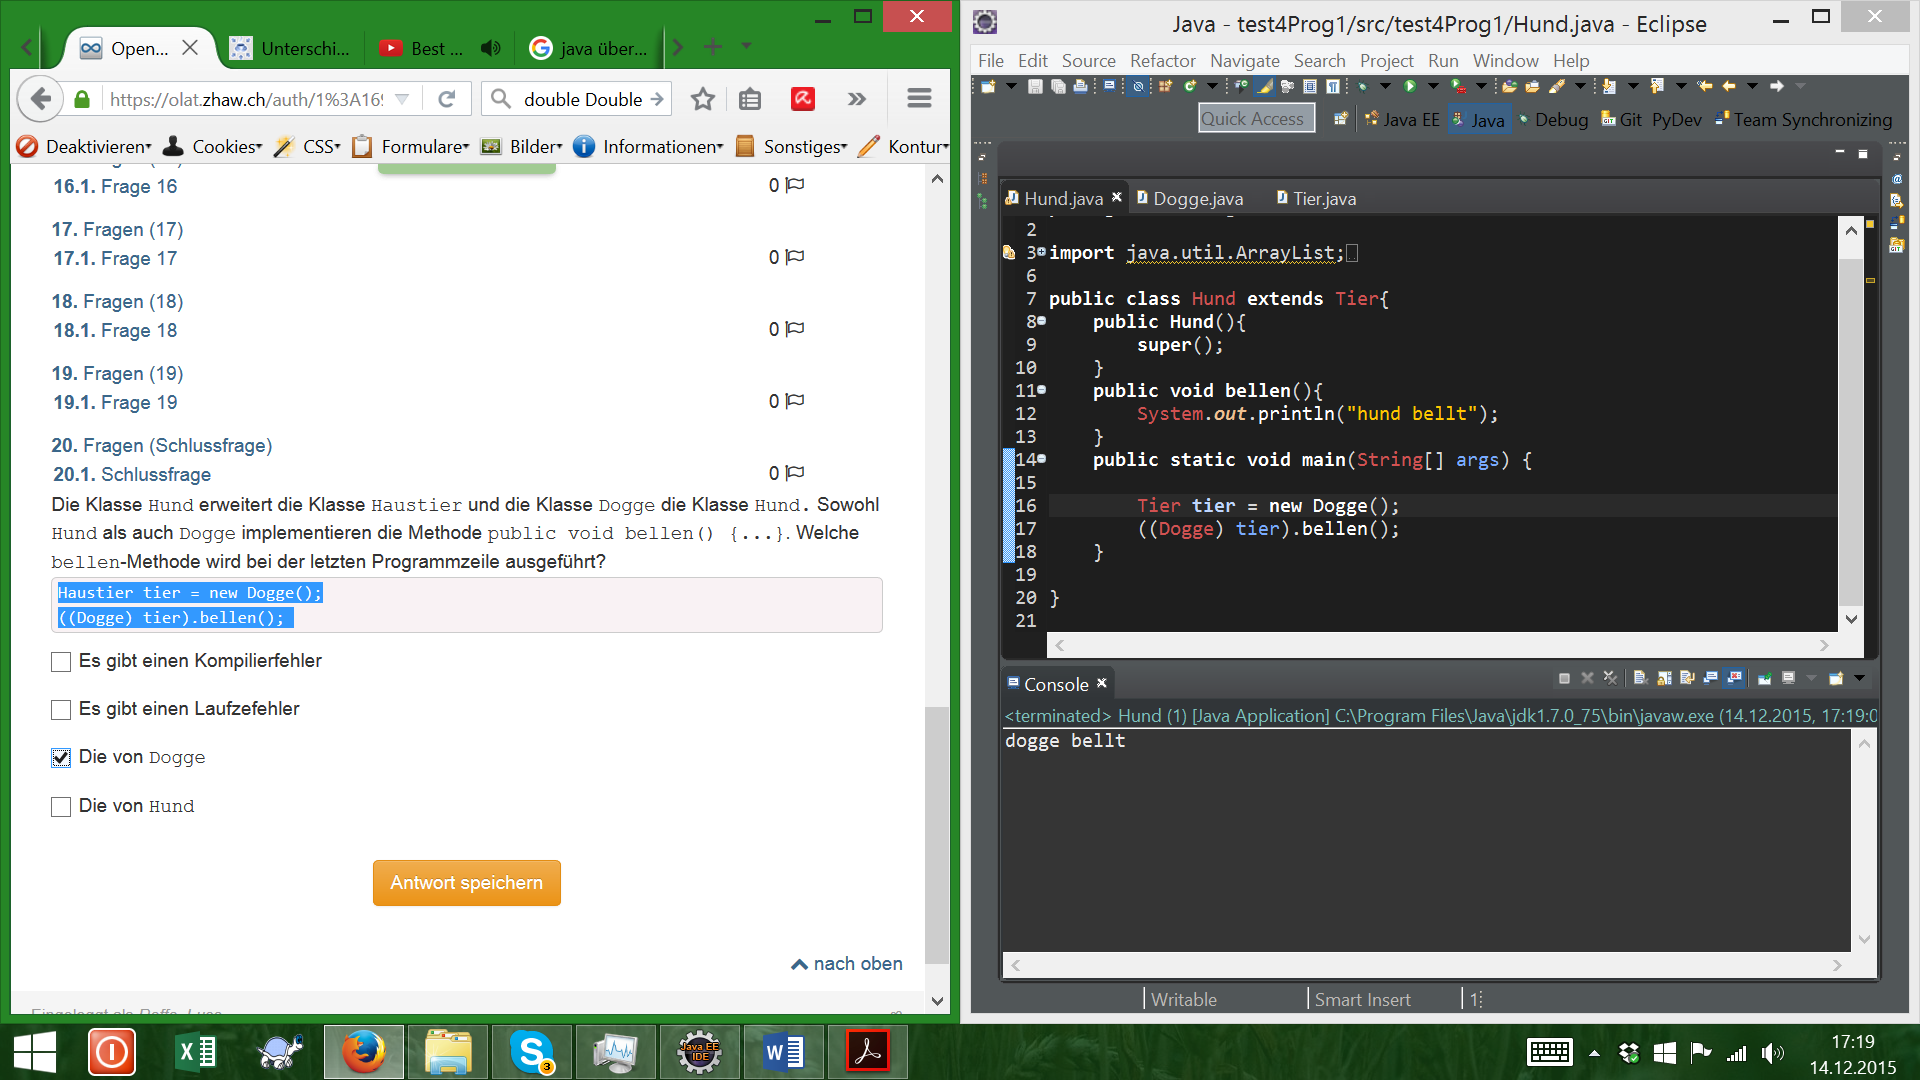 Open...
Unterschi...
Best ...
java über...
https://olat.zhaw.ch/auth/1%3A169
double Double
Deaktivieren
Cookies
CSS
Formulare
Bilder
Informationen
Sonstiges
Kontur
16.1. Frage 16
0
17. Fragen (17)
17.1. Frage 17
0
18. Fragen (18)
18.1. Frage 18
0
19. Fragen (19)
19.1. Frage 19
0
20. Fragen (Schlussfrage)
20.1. Schlussfrage
0
Die Klasse Hund erweitert die Klasse Haustier und die Klasse Dogge die Klasse Hund. Sowohl
Hund als auch Dogge implementieren die Methode public void bellen() {...}. Welche
bellen-Methode wird bei der letzten Programmzeile ausgeführt?
Haustier tier = new Dogge();
((Dogge) tier).bellen();
Es gibt einen Kompilierfehler
Es gibt einen Laufzefehler
Die von Dogge
Die von Hund
Antwort speichern
nach oben
Java - test4Prog1/src/test4Prog1/Hund.java - Eclipse
File Edit Source Refactor Navigate Search Project Run Window Help
Quick Access
Java EE
Java
Debug
Git
PyDev
Team Synchronizing
Hund.java
Dogge.java
Tier.java
2
3 import java.util.ArrayList;
6
7 public class Hund extends Tier{
8 public Hund(){
9 super();
10 }
11 public void bellen(){
12 System.out.println("hund bellt");
13 }
14 public static void main(String[] args) {
15
16 Tier tier = new Dogge();
17 ((Dogge) tier).bellen();
18 }
19
20 }
21
Console
<terminated> Hund (1) [Java Application] C:\Program Files\Java\jdk1.7.0_75\bin\javaw.exe (14.12.2015, 17:19:0
dogge bellt
Writable
Smart Insert
1
3
Java EE
IDE
17:19
14.12.2015